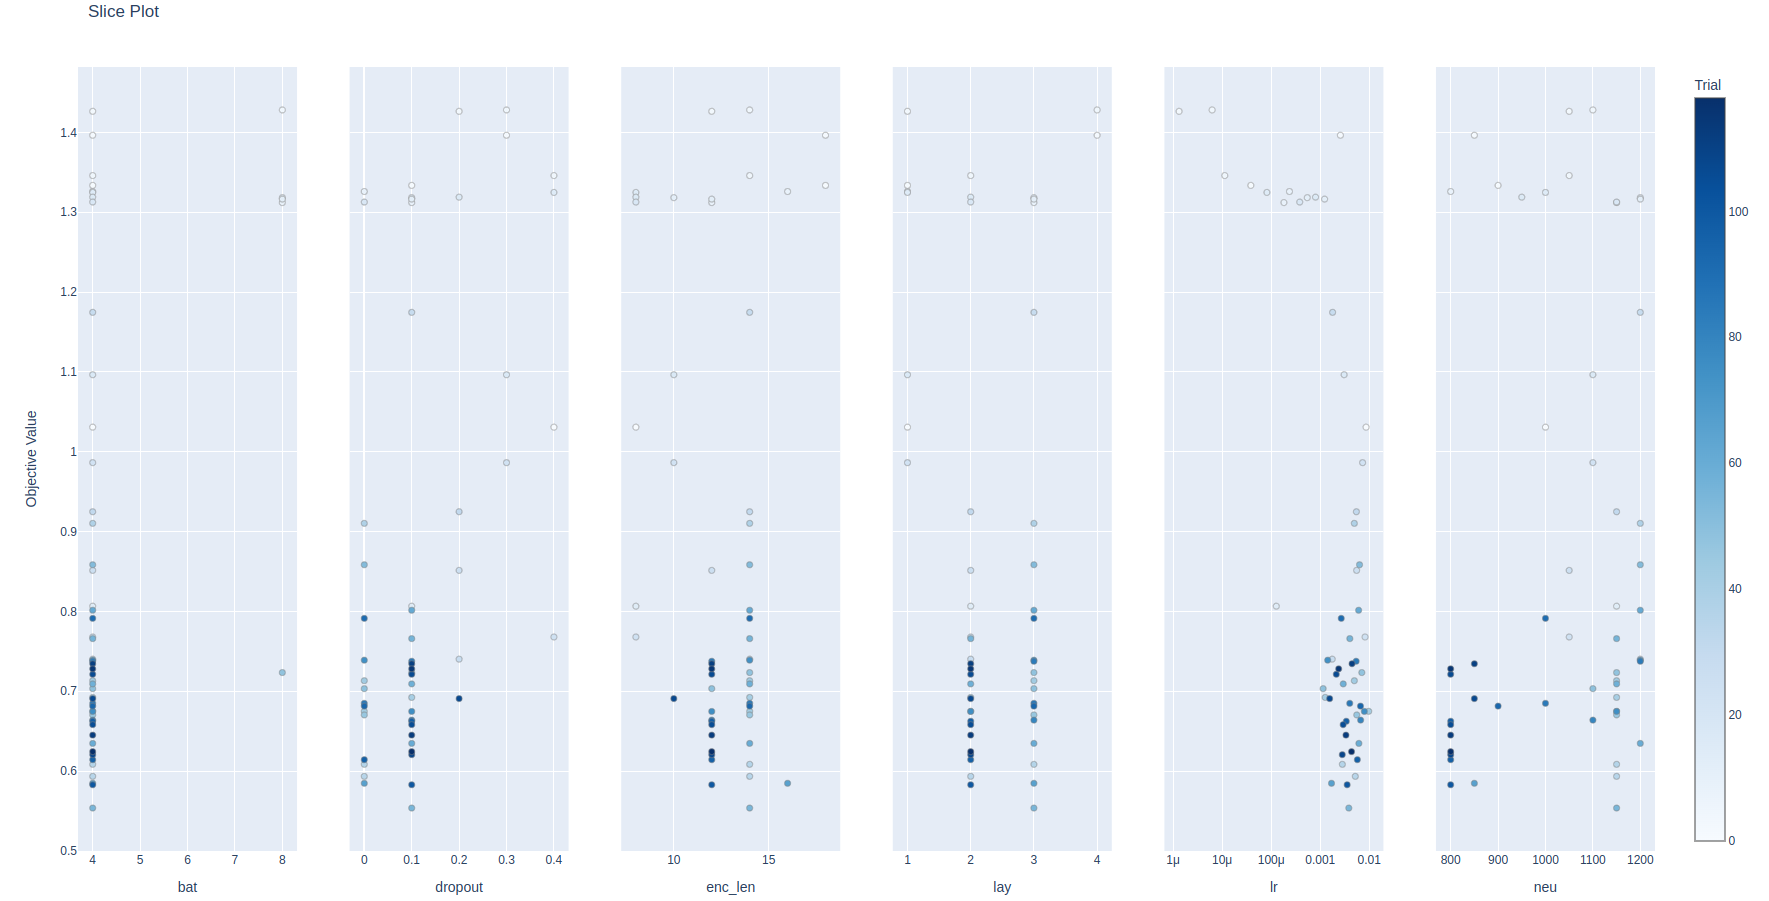 Slice Plot
Trial
1.4
1.3
1.2
1.1
1
0.9
0.8
0.7
0.6
0.5
Objective Value
4 5 6 7 8
bat
0 0.1 0.2 0.3 0.4
dropout
10 15
enc_len
1 2 3 4
lay
1μ 10μ 100μ 0.001 0.01
lr
800 900 1000 1100 1200
neu
100
80
60
40
20
0